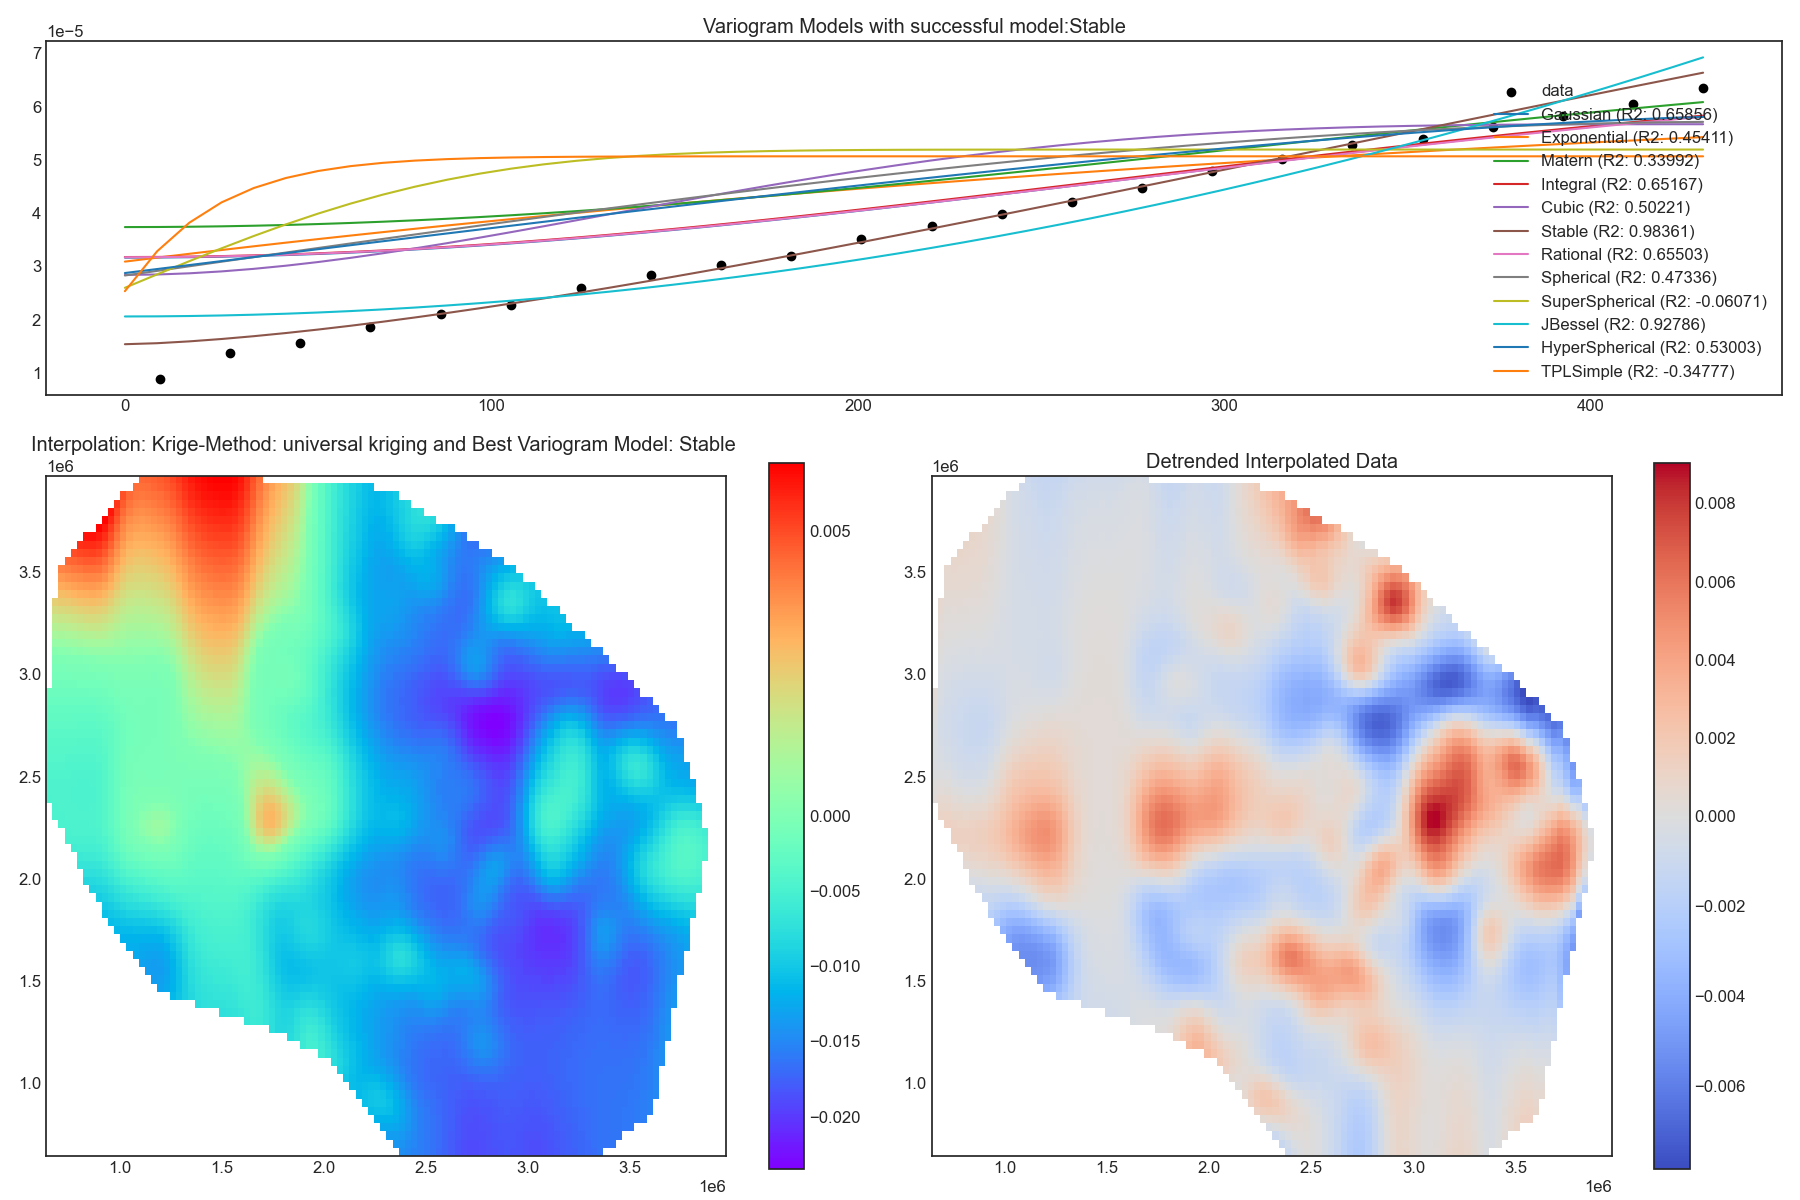 Variogram Models with successful model:Stable
1e−5
7
6
5
4
3
2
1
0
100
200
300
400
data
Gaussian (R2: 0.65856)
Exponential (R2: 0.45411)
Matern (R2: 0.33992)
Integral (R2: 0.65167)
Cubic (R2: 0.50221)
Stable (R2: 0.98361)
Rational (R2: 0.65503)
Spherical (R2: 0.47336)
SuperSpherical (R2: -0.06071)
JBessel (R2: 0.92786)
HyperSpherical (R2: 0.53003)
TPLSimple (R2: -0.34777)
Interpolation: Krige-Method: universal kriging and Best Variogram Model: Stable
1e6
3.5
3.0
2.5
2.0
1.5
1.0
1.0
1.5
2.0
2.5
3.0
3.5
1e6
0.005
0.000
−0.005
−0.010
−0.015
−0.020
Detrended Interpolated Data
1e6
3.5
3.0
2.5
2.0
1.5
1.0
1.0
1.5
2.0
2.5
3.0
3.5
1e6
0.008
0.006
0.004
0.002
0.000
−0.002
−0.004
−0.006